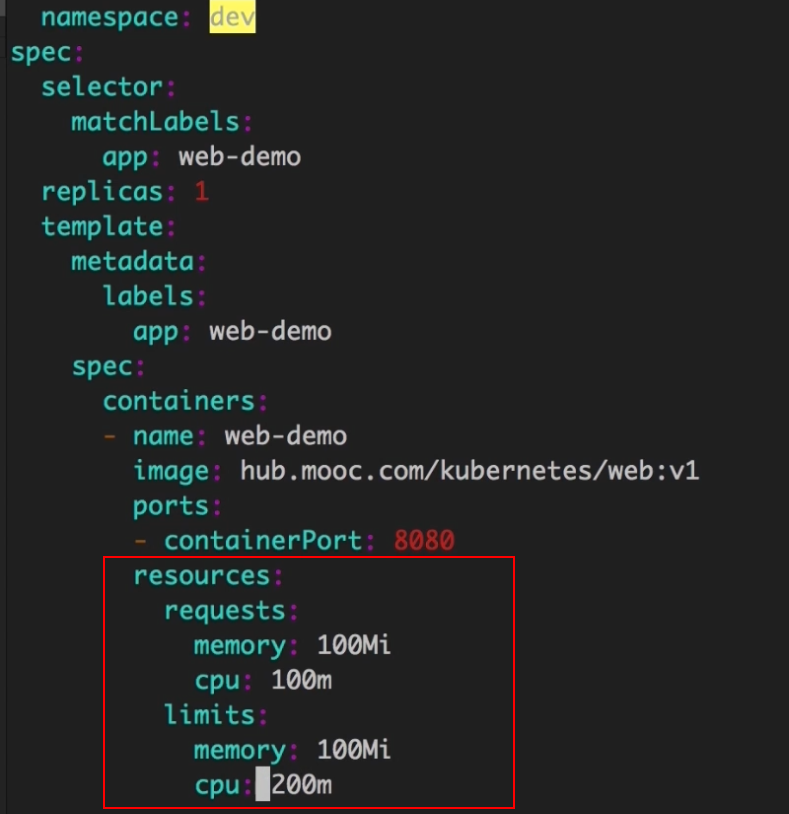 namespace: dev
spec:
selector:
matchLabels:
app: web-demo
replicas: 1
template:
metadata:
labels:
app: web-demo
spec:
containers:
- name: web-demo
image: hub.mooc.com/kubernetes/web:v1
ports:
- containerPort: 8080
resources:
requests:
memory: 100Mi
cpu: 100m
limits:
memory: 100Mi
cpu: 200m